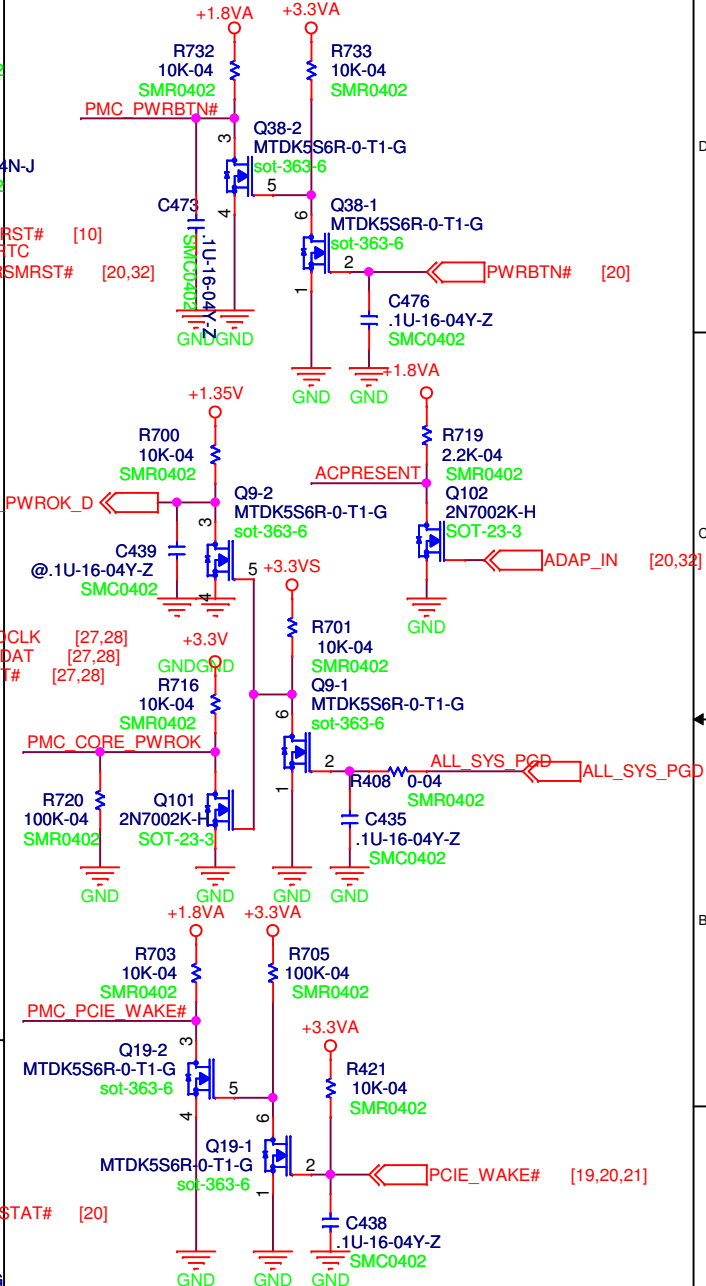 +1.8VA
+3.3VA
R732
10K-04
SMR0402
R733
10K-04
SMR0402
PMC_PWRBTN#
3
Q38-2
MTDK5S6R-0-T1-G
sot-363-6
5
4
4N-J
C473
.1U-16-04Y-Z
SMC0402
6
Q38-1
MTDK5S6R-0-T1-G
sot-363-6
2
1
RST# [10]
RTC
RSMRST# [20,32]
PWRBTN# [20]
C476
.1U-16-04Y-Z
SMC0402
GND
GND
GND
GND
D
+1.35V
+1.8VA
R700
10K-04
SMR0402
R719
2.2K-04
SMR0402
ACPRESENT
_PWROK_D
3
Q9-2
MTDK5S6R-0-T1-G
sot-363-6
5
4
Q102
2N7002K-H
SOT-23-3
C
C439
@.1U-16-04Y-Z
SMC0402
ADAP_IN [20,32]
GND
+3.3VS
R701
10K-04
SMR0402
OCLK [27,28]
DAT [27,28]
T# [27,28]
+3.3V
GND
GND
R716
10K-04
SMR0402
6
Q9-1
MTDK5S6R-0-T1-G
sot-363-6
2
1
PMC_CORE_PWROK
R408 0-04
SMR0402
ALL_SYS_PGD
ALL_SYS_PGD
R720
100K-04
SMR0402
Q101
2N7002K-H
SOT-23-3
C435
.1U-16-04Y-Z
SMC0402
GND
GND
GND
GND
B
+1.8VA
+3.3VA
R703
10K-04
SMR0402
R705
100K-04
SMR0402
PMC_PCIE_WAKE#
+3.3VA
3
Q19-2
MTDK5S6R-0-T1-G
sot-363-6
5
4
R421
10K-04
SMR0402
6
Q19-1
MTDK5S6R-0-T1-G
sot-363-6
2
1
PCIE_WAKE# [19,20,21]
STAT# [20]
C438
.1U-16-04Y-Z
SMC0402
GND
GND
GND